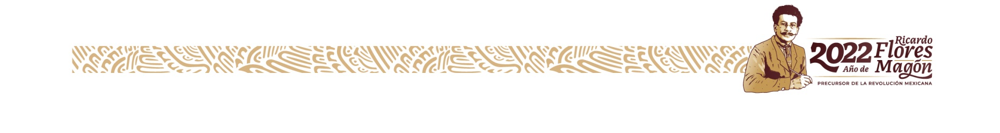 2022
Año de
Ricardo
Flores
Magón
PRECURSOR DE LA REVOLUCIÓN MEXICANA